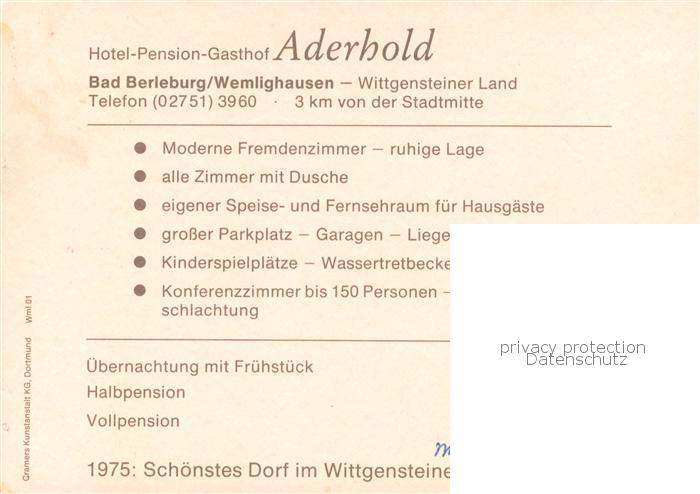 Hotel-Pension-Gasthof Aderhold
Bad Berleburg/Wemlighausen – Wittgensteiner Land
Telefon (02751) 3960 · 3 km von der Stadtmitte
● Moderne Fremdenzimmer – ruhige Lage
● alle Zimmer mit Dusche
● eigener Speise- und Fernsehraum für Hausgäste
● großer Parkplatz – Garagen – Liege
● Kinderspielplätze – Wassertretbecke
● Konferenzzimmer bis 150 Personen –
schlachtung
Übernachtung mit Frühstück
Halbpension
Vollpension
1975: Schönstes Dorf im Wittgensteine
Gramers Kunstanstalt KG, Dortmund Wml 01
privacy protection
Datenschutz